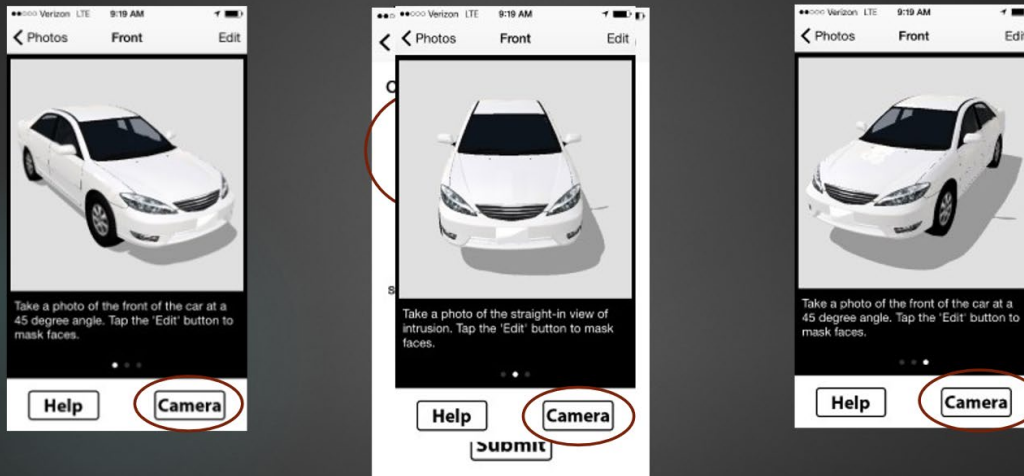 Verizon LTE 9:19 AM
Photos Front Edit
Take a photo of the front of the car at a
45 degree angle. Tap the 'Edit' button to
mask faces.
Help Camera
Verizon LTE 9:19 AM
Photos Front Edit
Take a photo of the straight-in view of
intrusion. Tap the 'Edit' button to mask
faces.
Help Camera
Submit
Verizon LTE 9:19 AM
Photos Front Edit
Take a photo of the front of the car at a
45 degree angle. Tap the 'Edit' button to
mask faces.
Help Camera